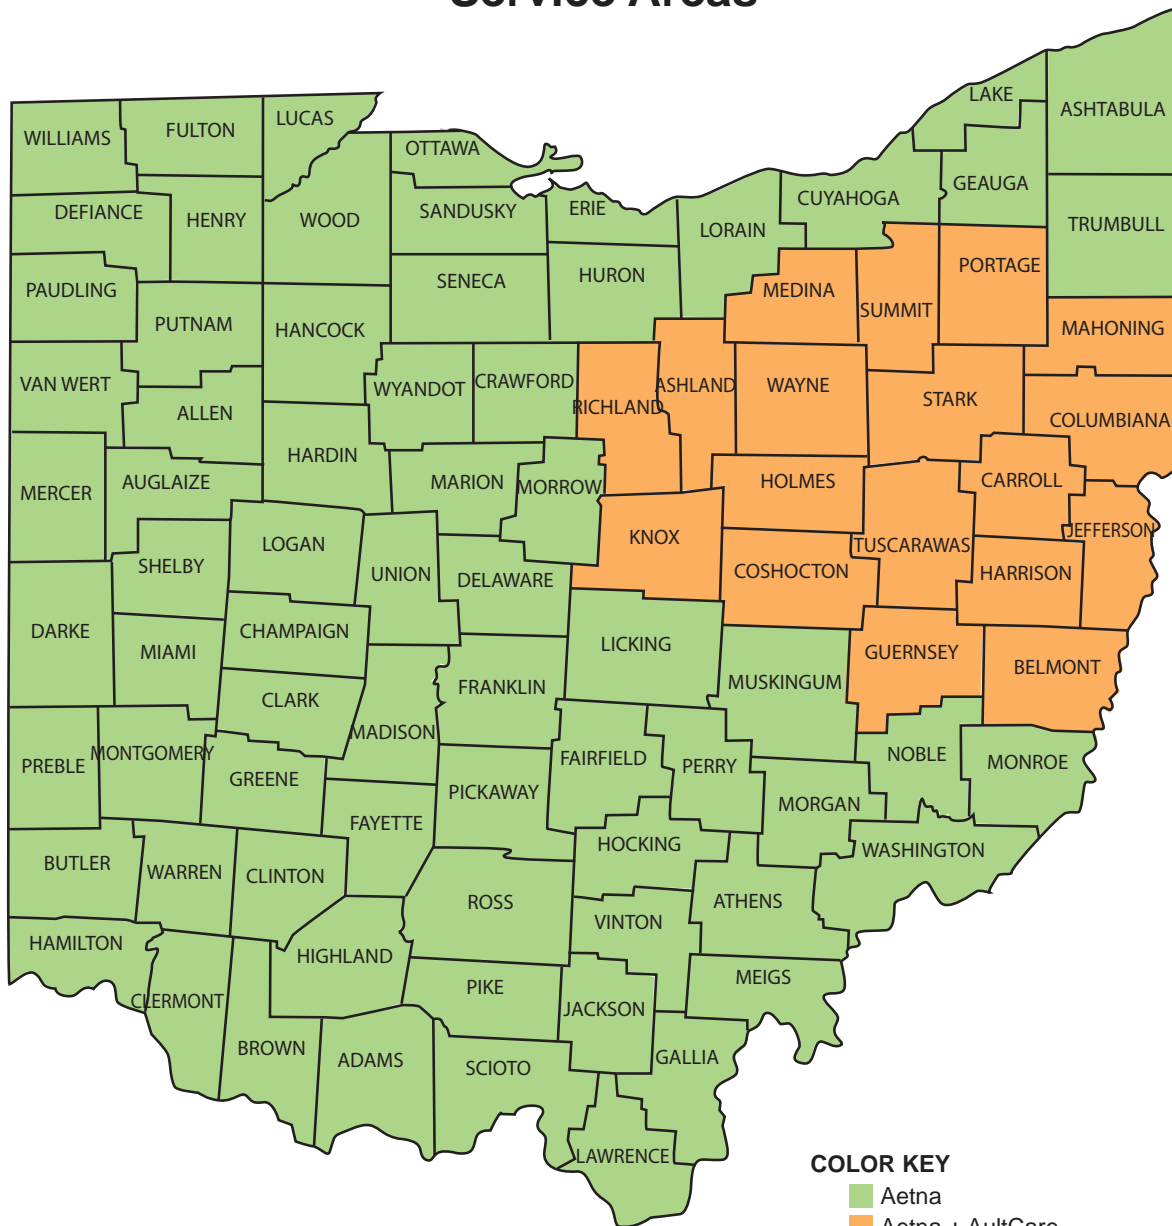 Service Areas
LAKE
ASHTABULA
LUCAS
WILLIAMS
FULTON
OTTAWA
GEAUGA
CUYAHOGA
DEFIANCE
HENRY
WOOD
SANDUSKY
ERIE
LORAIN
TRUMBULL
PORTAGE
PAUDLING
SENECA
HURON
MEDINA
SUMMIT
PUTNAM
HANCOCK
MAHONING
VAN WERT
WYANDOT
CRAWFORD
ASHLAND
WAYNE
STARK
RICHLAND
ALLEN
COLUMBIANA
HARDIN
MERCER
AUGLAIZE
MARION
MORROW
HOLMES
CARROLL
JEFFERSON
LOGAN
KNOX
TUSCARAWAS
SHELBY
UNION
DELAWARE
COSHOCTON
HARRISON
DARKE
CHAMPAIGN
LICKING
MIAMI
GUERNSEY
BELMONT
CLARK
FRANKLIN
MUSKINGUM
MADISON
PREBLE
MONTGOMERY
GREENE
FAIRFIELD
PERRY
NOBLE
MONROE
PICKAWAY
MORGAN
FAYETTE
HOCKING
WASHINGTON
BUTLER
WARREN
CLINTON
ROSS
ATHENS
VINTON
HAMILTON
HIGHLAND
MEIGS
CLERMONT
PIKE
JACKSON
BROWN
ADAMS
SCIOTO
GALLIA
LAWRENCE
COLOR KEY
Aetna
Aetna + AultCare